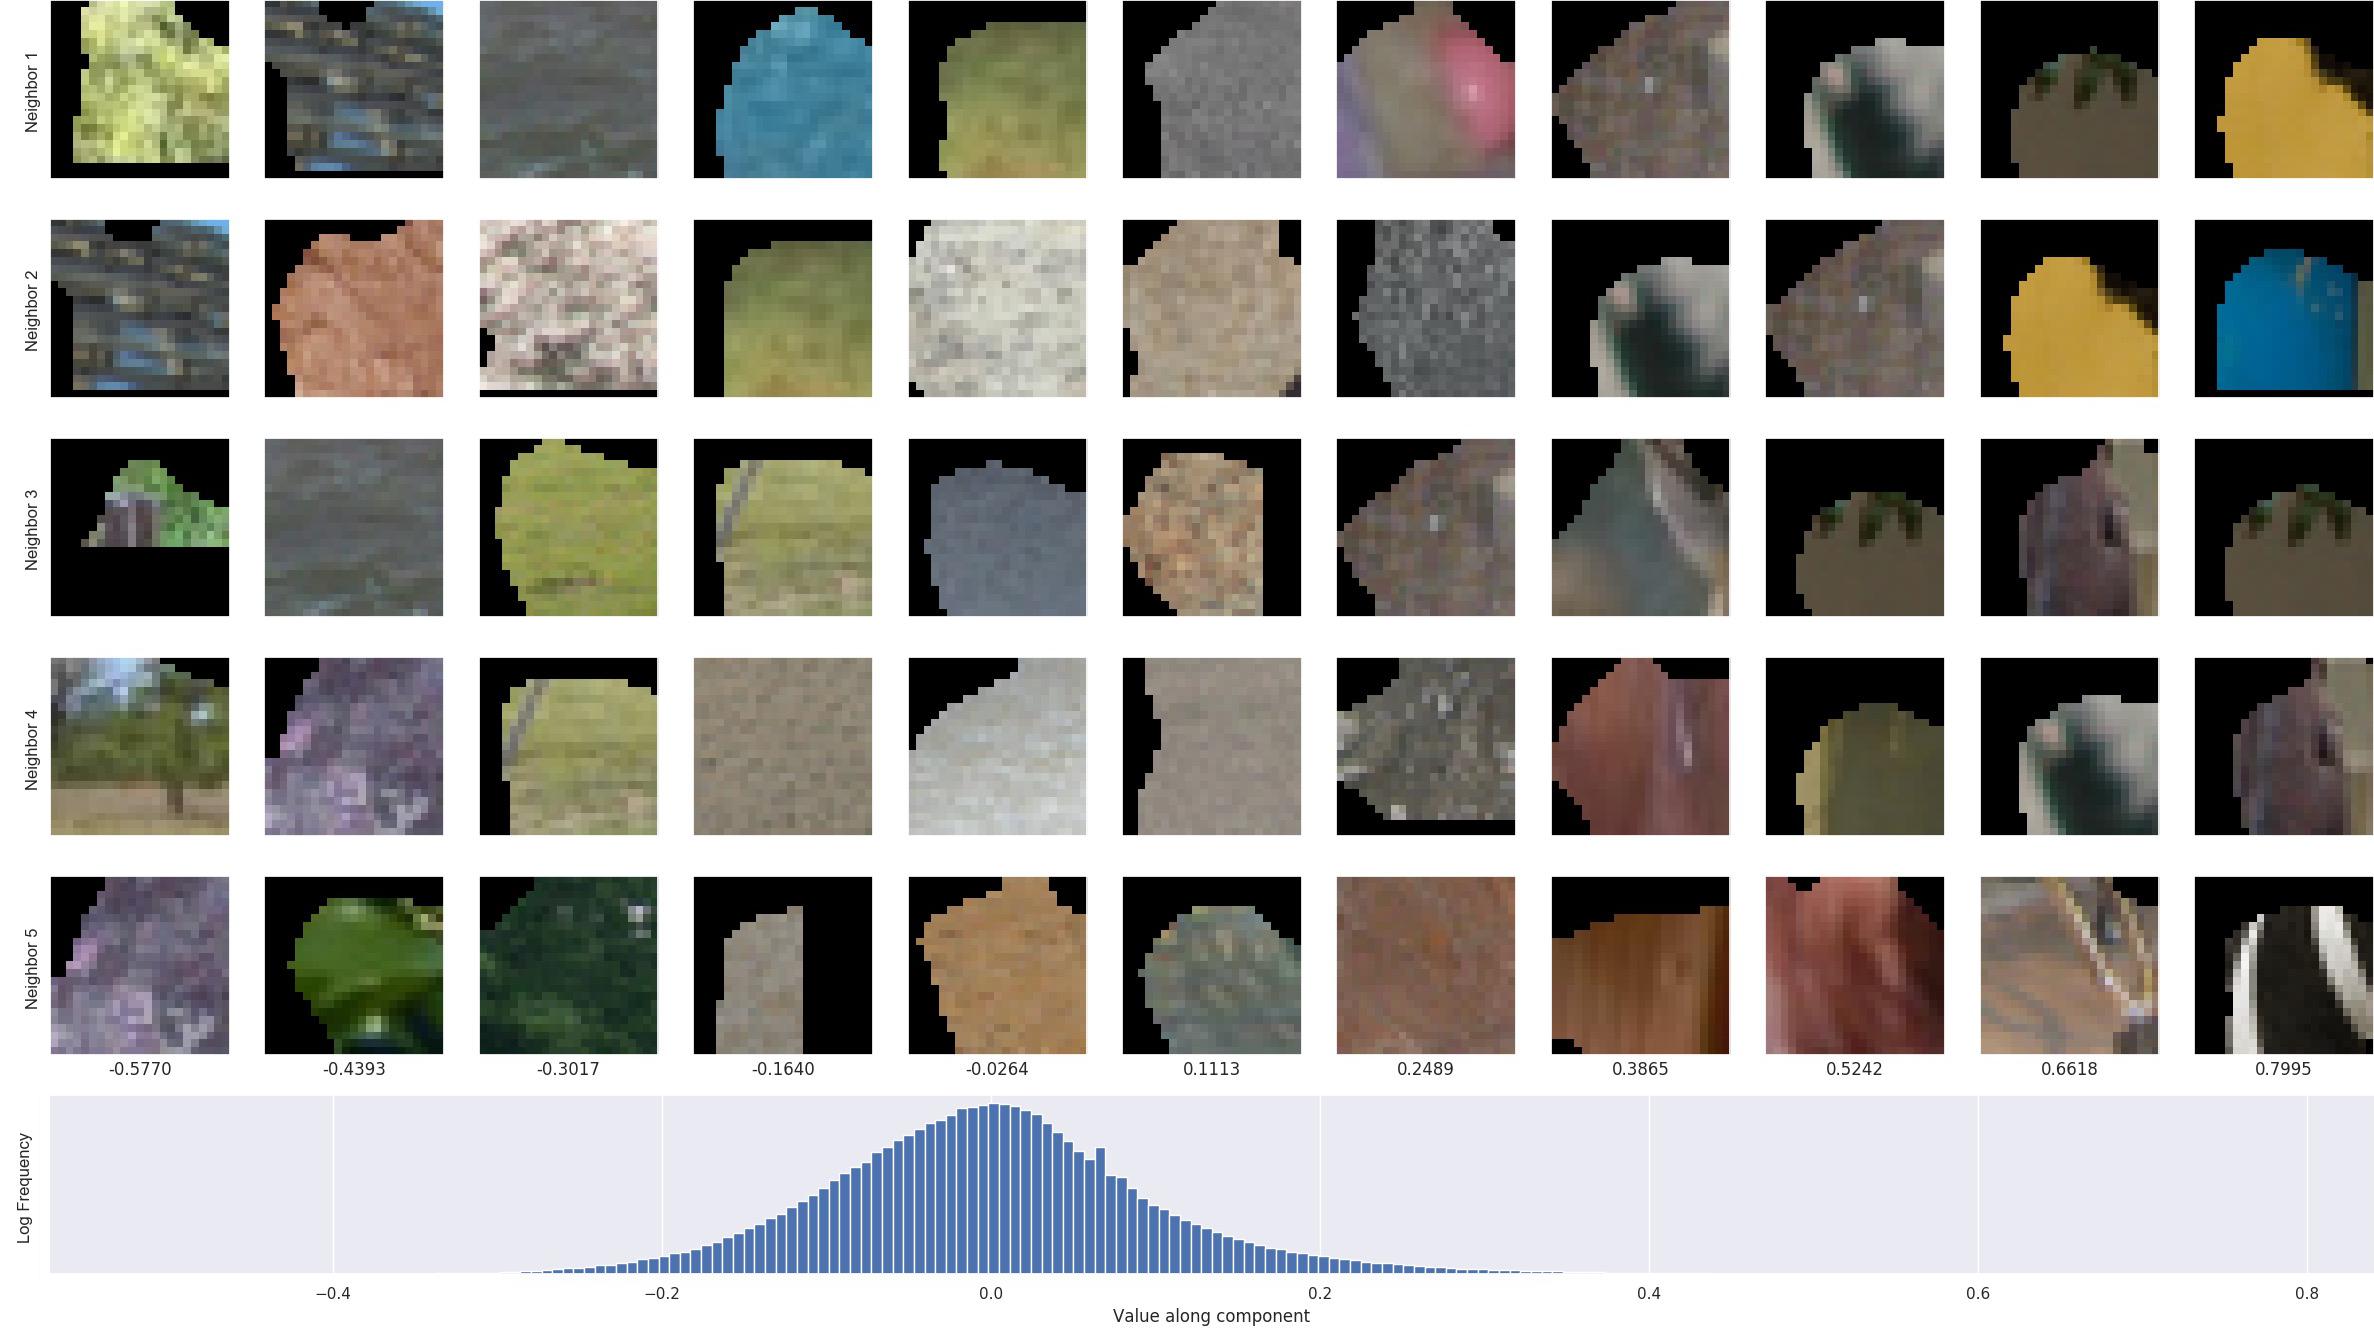 Neighbor 1
Neighbor 2
Neighbor 3
Neighbor 4
Neighbor 5
-0.5770 -0.4393 -0.3017 -0.1640 -0.0264 0.1113 0.2489 0.3865 0.5242 0.6618 0.7995
Log Frequency
−0.4 −0.2 0.0 0.2 0.4 0.6 0.8
Value along component